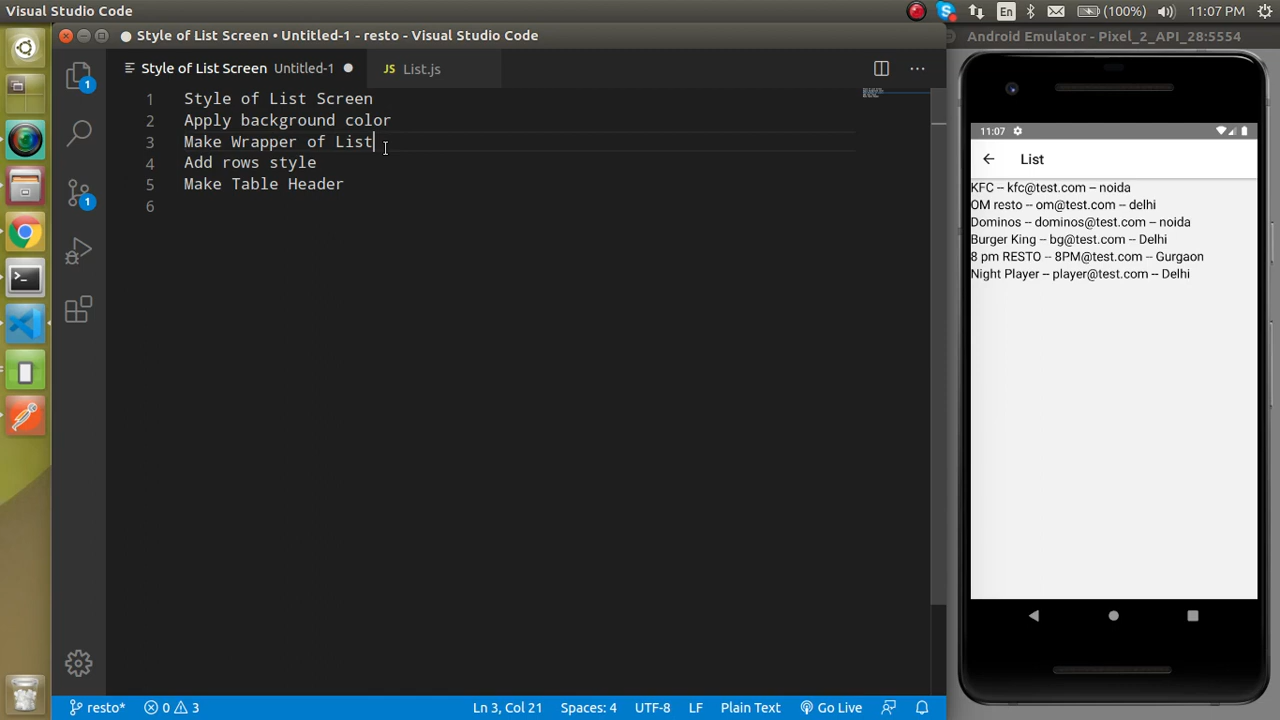 Visual Studio Code
En
(100%)
11:07 PM
Style of List Screen • Untitled-1 - resto - Visual Studio Code
Android Emulator - Pixel_2_API_28:5554
Style of List Screen Untitled-1
JS List.js
1 Style of List Screen
2 Apply background color
3 Make Wrapper of List
4 Add rows style
5 Make Table Header
6
1
1
11:07
List
KFC -- kfc@test.com -- noida
OM resto -- om@test.com -- delhi
Dominos -- dominos@test.com -- noida
Burger King -- bg@test.com -- Delhi
8 pm RESTO -- 8PM@test.com -- Gurgaon
Night Player -- player@test.com -- Delhi
resto*
0
3
Ln 3, Col 21
Spaces: 4
UTF-8
LF
Plain Text
Go Live